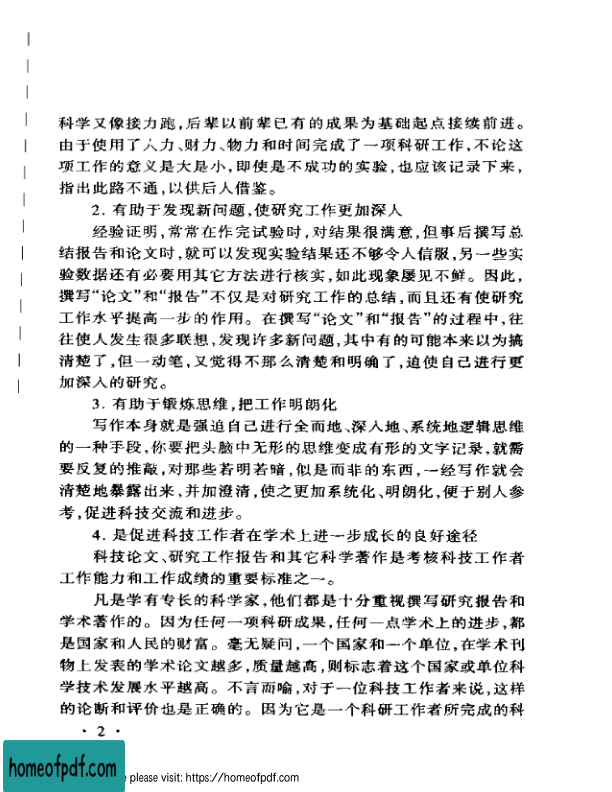 科学又像接力跑，后辈以前辈已有的成果为基础起点接续前进。
由于使用了人力、财力、物力和时间完成了一项科研工作，不论这
项工作的意义是大是小，即使是不成功的实验，也应该记录下来，
指出此路不通，以供后人借鉴。
2. 有助于发现新问题，使研究工作更加深入
经验证明，常常在作完试验时，对结果很满意，但事后撰写总
结报告和论文时，就可以发现实验结果还不够令人信服，另一些实
验数据还有必要用其它方法进行核实，如此现象屡见不鲜。因此，
撰写“论文”和“报告”不仅是对研究工作的总结，而且还有使研究
工作水平提高一步的作用。在撰写“论文”和“报告”的过程中，往
往使人发生很多联想，发现许多新问题，其中有的可能本来以为搞
清楚了，但一动笔，又觉得不那么清楚和明确了，迫使自己进行更
加深入的研究。
3. 有助于锻炼思维，把工作明朗化
写作本身就是强迫自己进行全而地、深入地、系统地逻辑思维
的一种手段，你要把头脑中无形的思维变成有形的文字记录，就需
要反复的推敲，对那些若明若暗，似是而非的东西，一经写作就会
清楚地暴露出来，并加澄清，使之更加系统化、明朗化，便于别人参
考，促进科技交流和进步。
4. 是促进科技工作者在学术上进一步成长的良好途径
科技论文、研究工作报告和其它科学著作是考核科技工作者
工作能力和工作成绩的重要标准之一。
凡是学有专长的科学家，他们都是十分重视撰写研究报告和
学术著作的。因为任何一项科研成果，任何一点学术上的进步，都
是国家和人民的财富。毫无疑问，一个国家和一个单位，在学术刊
物上发表的学术论文越多，质量越高，则标志着这个国家或单位科
学技术发展水平越高。不言而喻，对于一位科技工作者来说，这样
的论断和评价也是正确的。因为它是一个科研工作者所完成的科
· 2 ·
homeofpdf.com
e please visit: https://homeofpdf.com